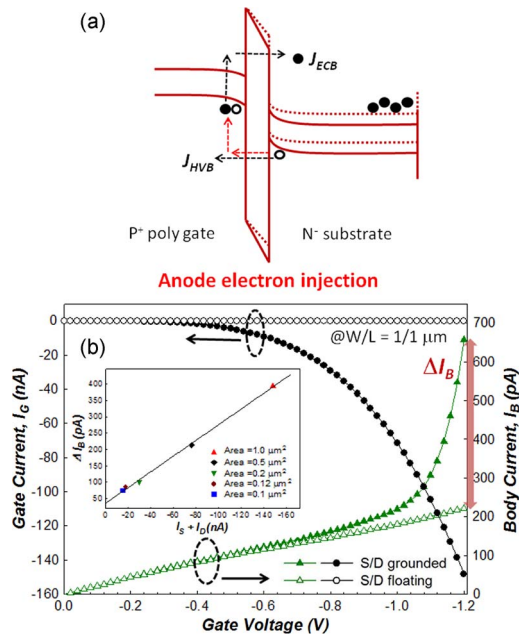 (a)
J_ECB
J_HVB
P⁺ poly gate
N⁻ substrate
Anode electron injection
Gate Current, I_G (nA)
0
-20
-40
-60
-80
-100
-120
-140
-160
(b)
@W/L = 1/1 μm
ΔI_B
Δ I_B (pA)
400
350
300
250
200
150
100
50
Area =1.0 μm²
Area =0.5 μm²
Area =0.2 μm²
Area =0.12 μm²
Area =0.1 μm²
0 -20 -40 -60 -80 -100 -120 -140 -160
I_S + I_D(nA)
S/D grounded
S/D floating
700
600
500
400
300
200
100
0
Body Current, I_B (pA)
0.0 -0.2 -0.4 -0.6 -0.8 -1.0 -1.2
Gate Voltage (V)